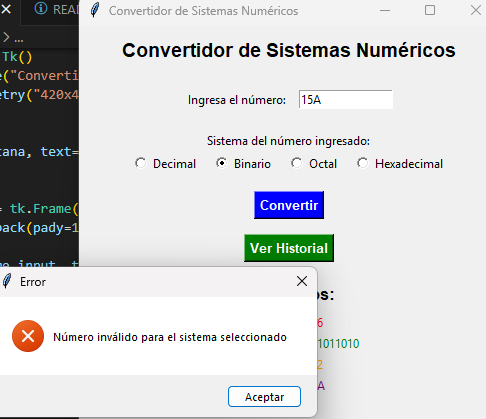 READ
Convertidor de Sistemas Numéricos
>
Tk()
e("Converti
etry("420x4
Convertidor de Sistemas Numéricos
Ingresa el número: 15A
tana, text=
Sistema del número ingresado:
Decimal Binario Octal Hexadecimal
= tk.Frame(
pack(pady=1
Convertir
Ver Historial
me input, t
Error
os:
Número inválido para el sistema seleccionado
6
1011010
2
A
Aceptar